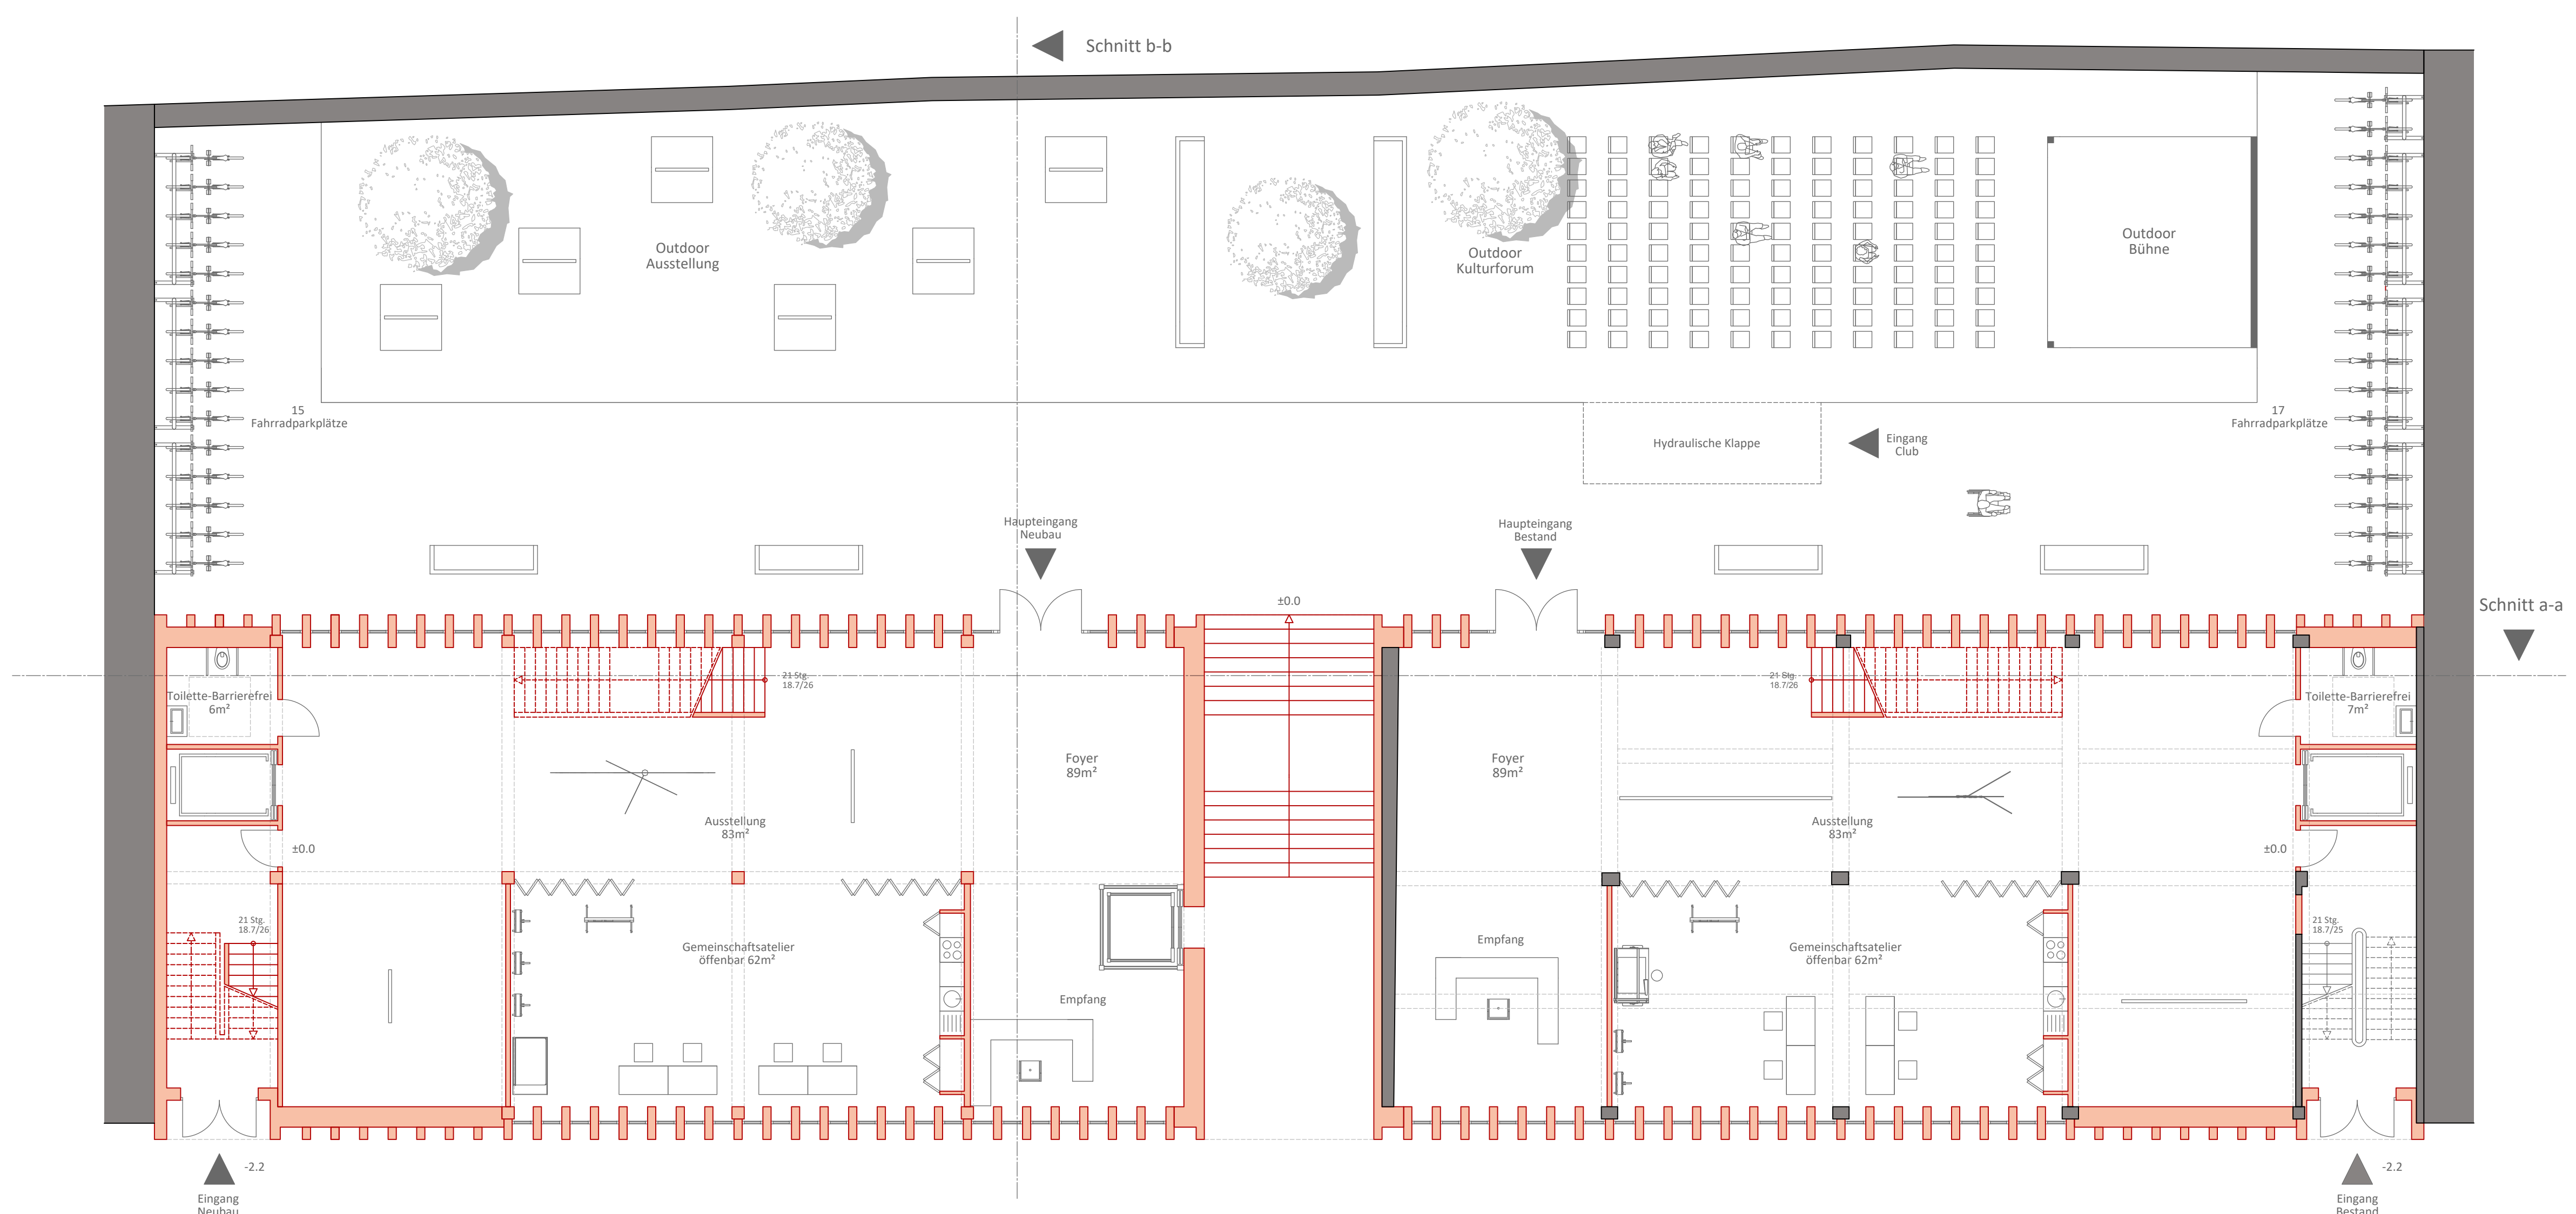 Schnitt b-b
Outdoor
Ausstellung
Outdoor
Kulturforum
Outdoor
Bühne
15
Fahrradparkplätze
17
Fahrradparkplätze
Hydraulische Klappe
Eingang
Club
Haupteingang
Neubau
Haupteingang
Bestand
Schnitt a-a
±0.0
21 Stg.
18.7/26
21 Stg.
18.7/26
Toilette-Barrierefrei
6m²
Toilette-Barrierefrei
7m²
Foyer
89m²
Foyer
89m²
Ausstellung
83m²
Ausstellung
83m²
±0.0
±0.0
21 Stg.
18.7/26
21 Stg.
18.7/25
Gemeinschaftsatelier
öffenbar 62m²
Empfang
Empfang
Gemeinschaftsatelier
öffenbar 62m²
-2.2
Eingang
Neubau
-2.2
Eingang
Bestand